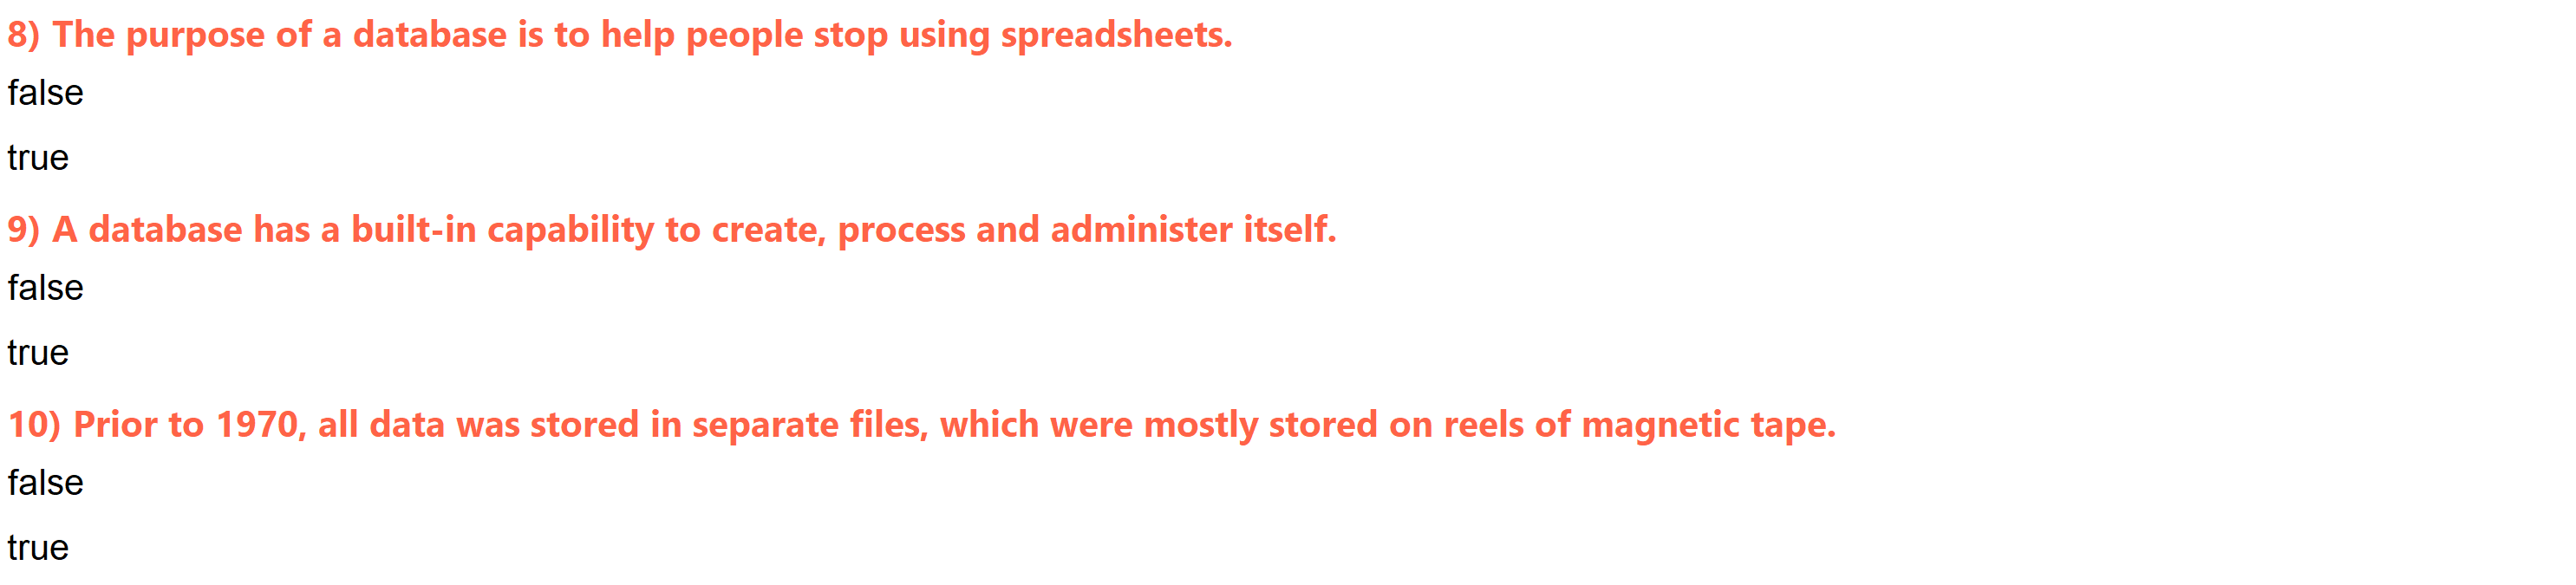 8) The purpose of a database is to help people stop using spreadsheets.
false
true
9) A database has a built-in capability to create, process and administer itself.
false
true
10) Prior to 1970, all data was stored in separate files, which were mostly stored on reels of magnetic tape.
false
true